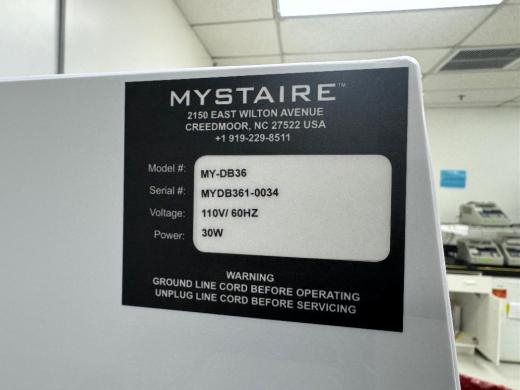 MYSTAIRE™
2150 EAST WILTON AVENUE
CREEDMOOR, NC 27522 USA
+1 919-229-8511
Model #: MY-DB36
Serial #: MYDB361-0034
Voltage: 110V/ 60HZ
Power: 30W
WARNING
GROUND LINE CORD BEFORE OPERATING
UNPLUG LINE CORD BEFORE SERVICING